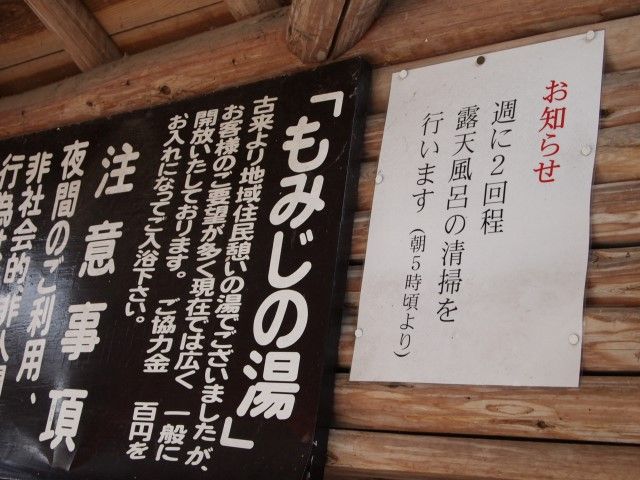 お知らせ
週に2回程
露天風呂の清掃を
行います(朝5時頃より)
「もみじの湯」
古来より地域住民憩いの湯でございましたが、
お客様のご要望が多く現在では広く 一般に
開放いたしております。 ご協力金 百円を
お入れになってご入浴下さい。
注意事項
夜間のご利用、
非社会的、非人間
行為